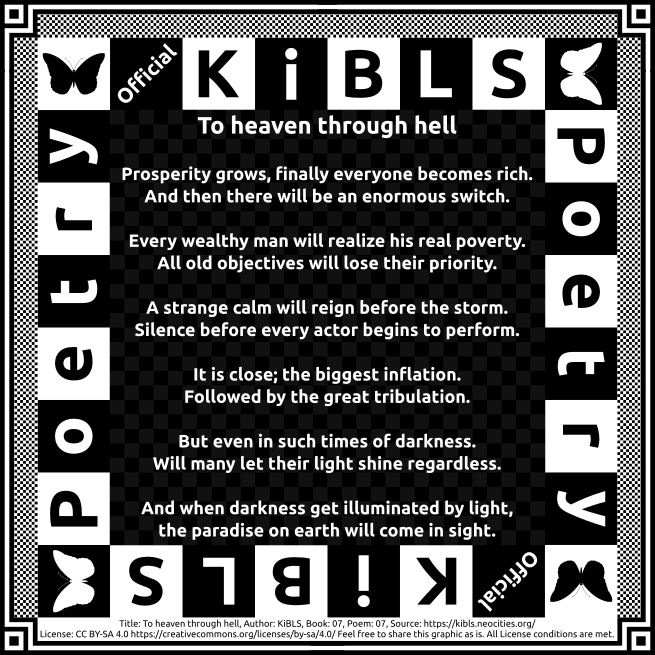 Official KiBLS
Poetry
Poetry
To heaven through hell
Prosperity grows, finally everyone becomes rich.
And then there will be an enormous switch.
Every wealthy man will realize his real poverty.
All old objectives will lose their priority.
A strange calm will reign before the storm.
Silence before every actor begins to perform.
It is close; the biggest inflation.
Followed by the great tribulation.
But even in such times of darkness.
Will many let their light shine regardless.
And when darkness get illuminated by light,
the paradise on earth will come in sight.
Official KiBLS
Title: To heaven through hell, Author: KiBLS, Book: 07, Poem: 07, Source: https://kibls.neocities.org/
License: CC BY-SA 4.0 https://creativecommons.org/licenses/by-sa/4.0/ Feel free to share this graphic as is. All License conditions are met.